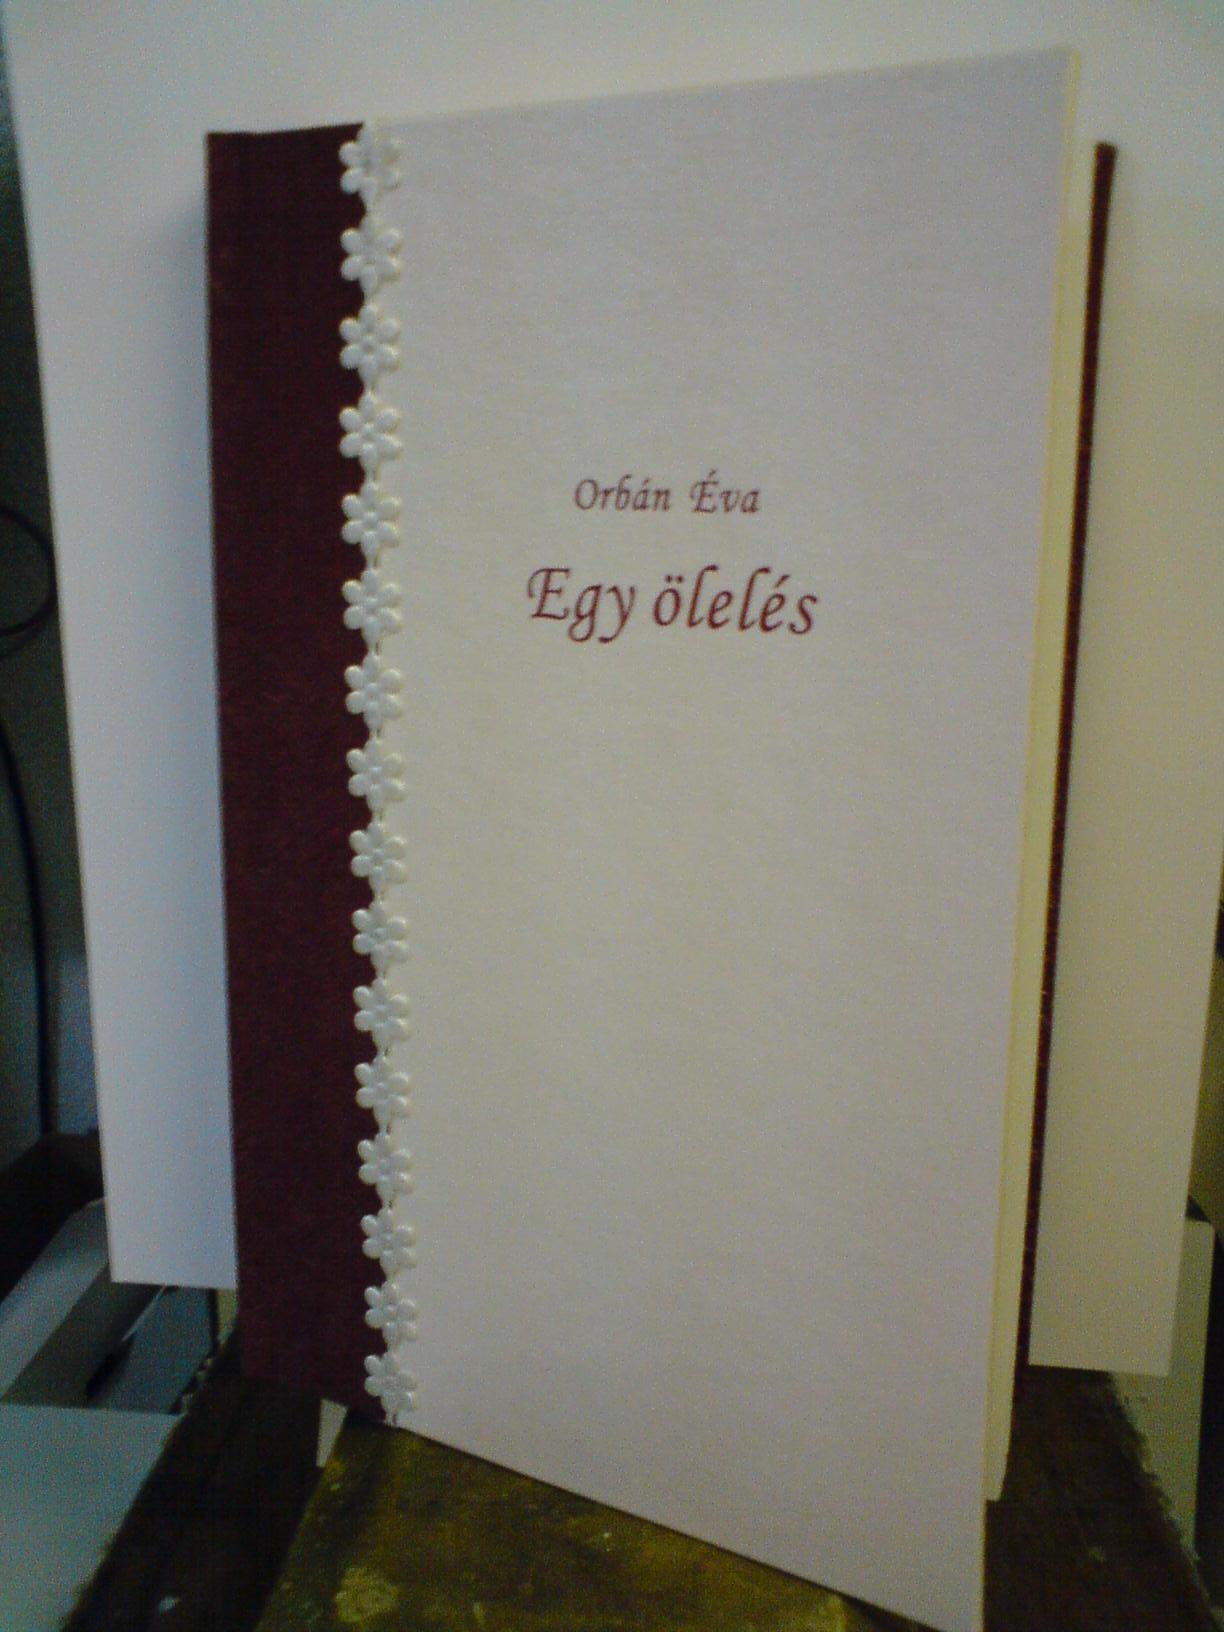 Orbán Éva
Egy ölelés